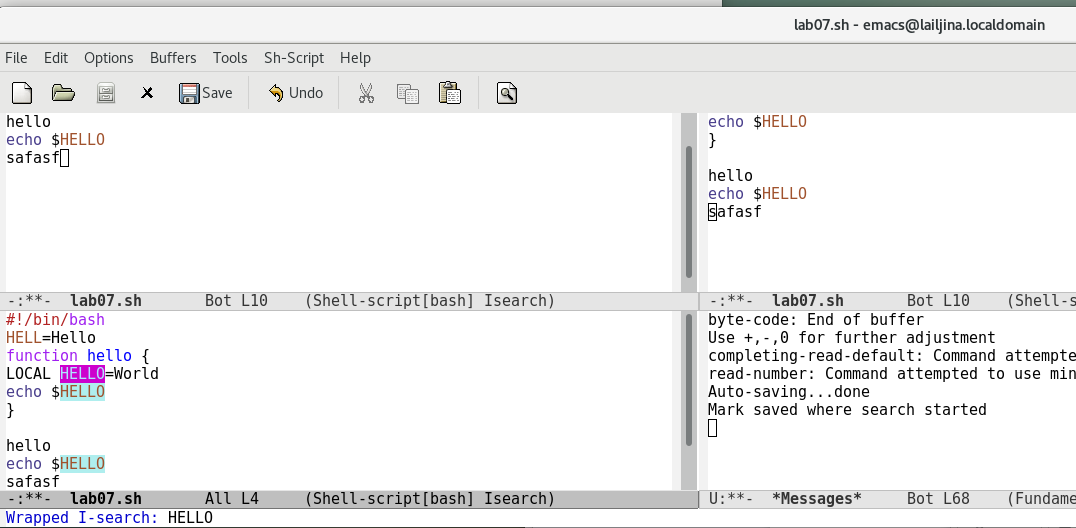 lab07.sh - emacs@lailjina.localdomain
File Edit Options Buffers Tools Sh-Script Help
Save Undo
hello
echo $HELLO
safasf
-:**- lab07.sh Bot L10 (Shell-script[bash] Isearch)
echo $HELLO
}
hello
echo $HELLO
safasf
-:**- lab07.sh Bot L10 (Shell-s
#!/bin/bash
HELL=Hello
function hello {
LOCAL HELLO=World
echo $HELLO
}
hello
echo $HELLO
safasf
-:**- lab07.sh All L4 (Shell-script[bash] Isearch)
byte-code: End of buffer
Use +,-,0 for further adjustment
completing-read-default: Command attempte
read-number: Command attempted to use min
Auto-saving...done
Mark saved where search started
U:**- *Messages* Bot L68 (Fundame
Wrapped I-search: HELLO